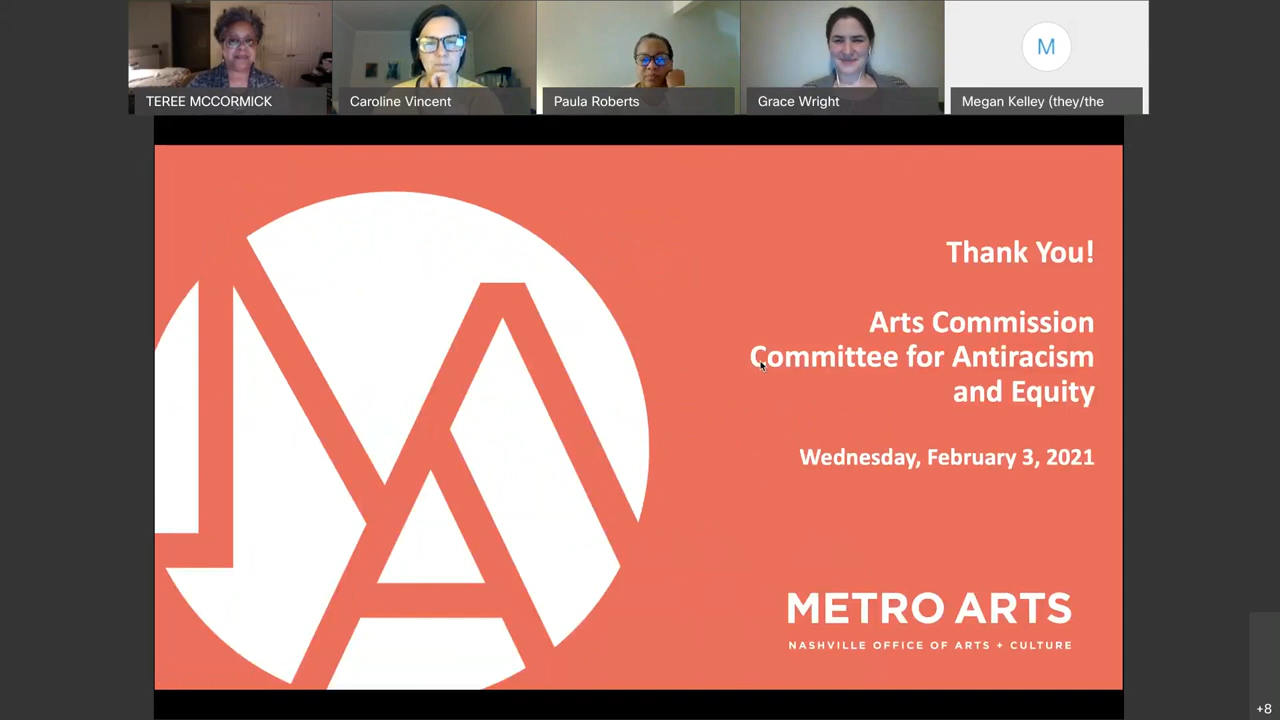 TEREE MCCORMICK
Caroline Vincent
Paula Roberts
Grace Wright
M
Megan Kelley (they/the
Thank You!
Arts Commission
Committee for Antiracism
and Equity
Wednesday, February 3, 2021
MA
METRO ARTS
NASHVILLE OFFICE OF ARTS + CULTURE
+8